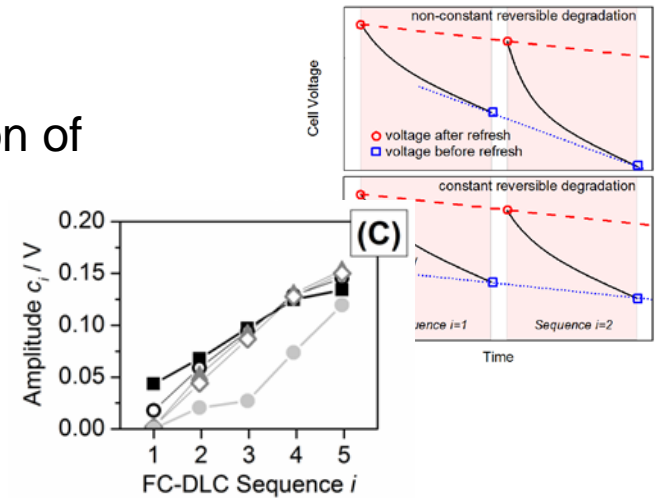 on of
non-constant reversible degradation
Cell Voltage
voltage after refresh
voltage before refresh
constant reversible degradation
Sequence i=2
Time
(C)
Amplitude cᵢ / V
0.20
0.15
0.10
0.05
0.00
1 2 3 4 5
FC-DLC Sequence i